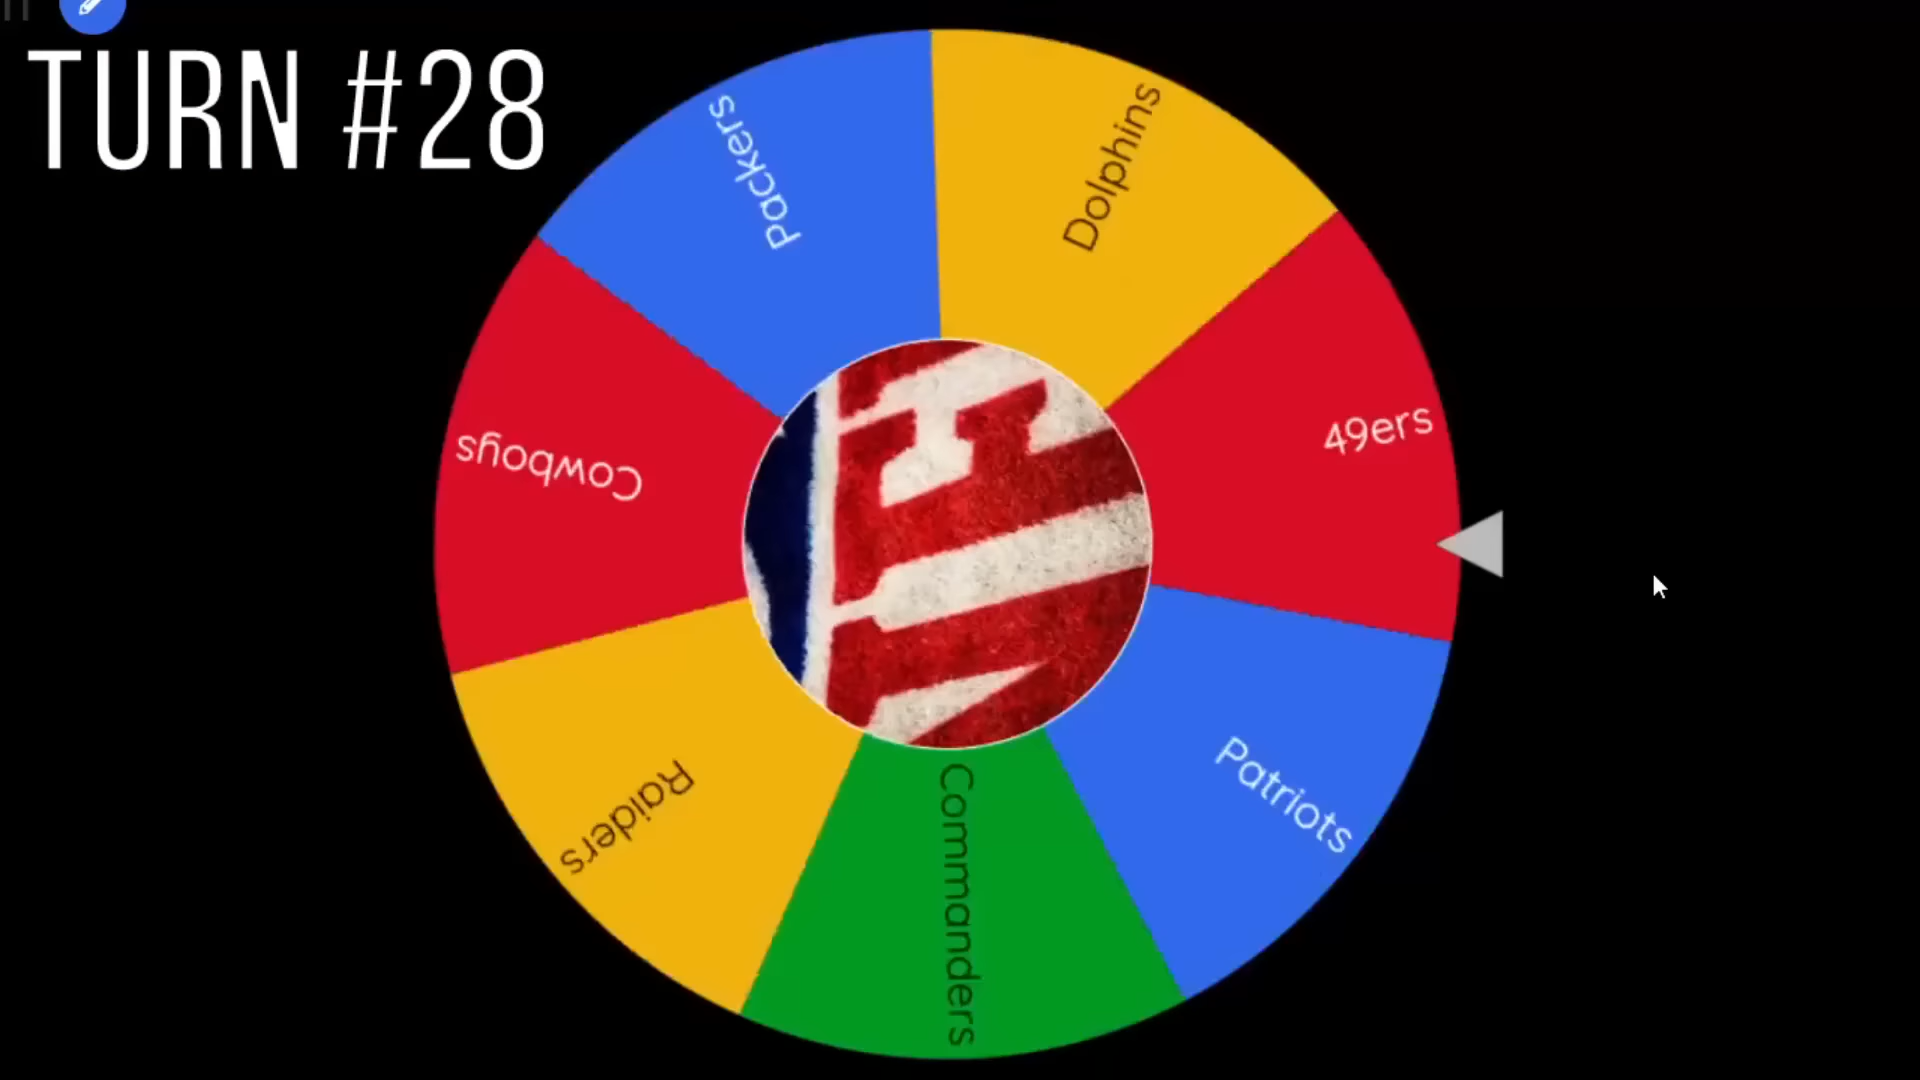 TURN #28
Packers
Dolphins
49ers
Cowboys
Patriots
Raiders
Commanders